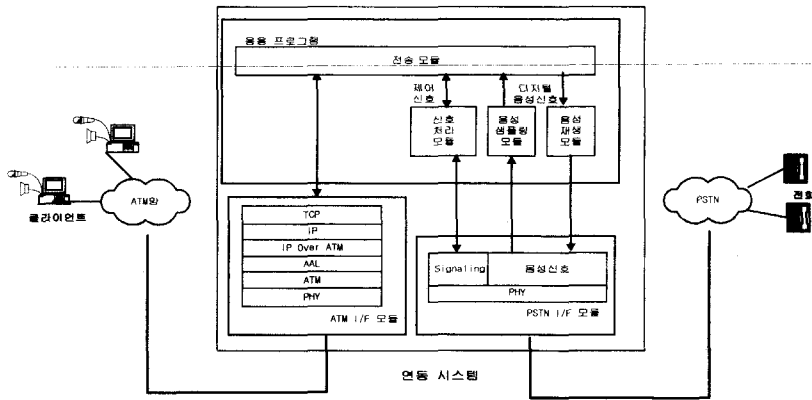 응용 프로그램
전송 모듈
제어
신호
디지털
음성신호
신호
처리
모듈
음성
샘플링
모듈
음성
재생
모듈
클라이언트
ATM망
PSTN
전화
TCP
IP
IP Over ATM
AAL
ATM
PHY
ATM I/F 모듈
Signaling
음성신호
PHY
PSTN I/F 모듈
연동 시스템